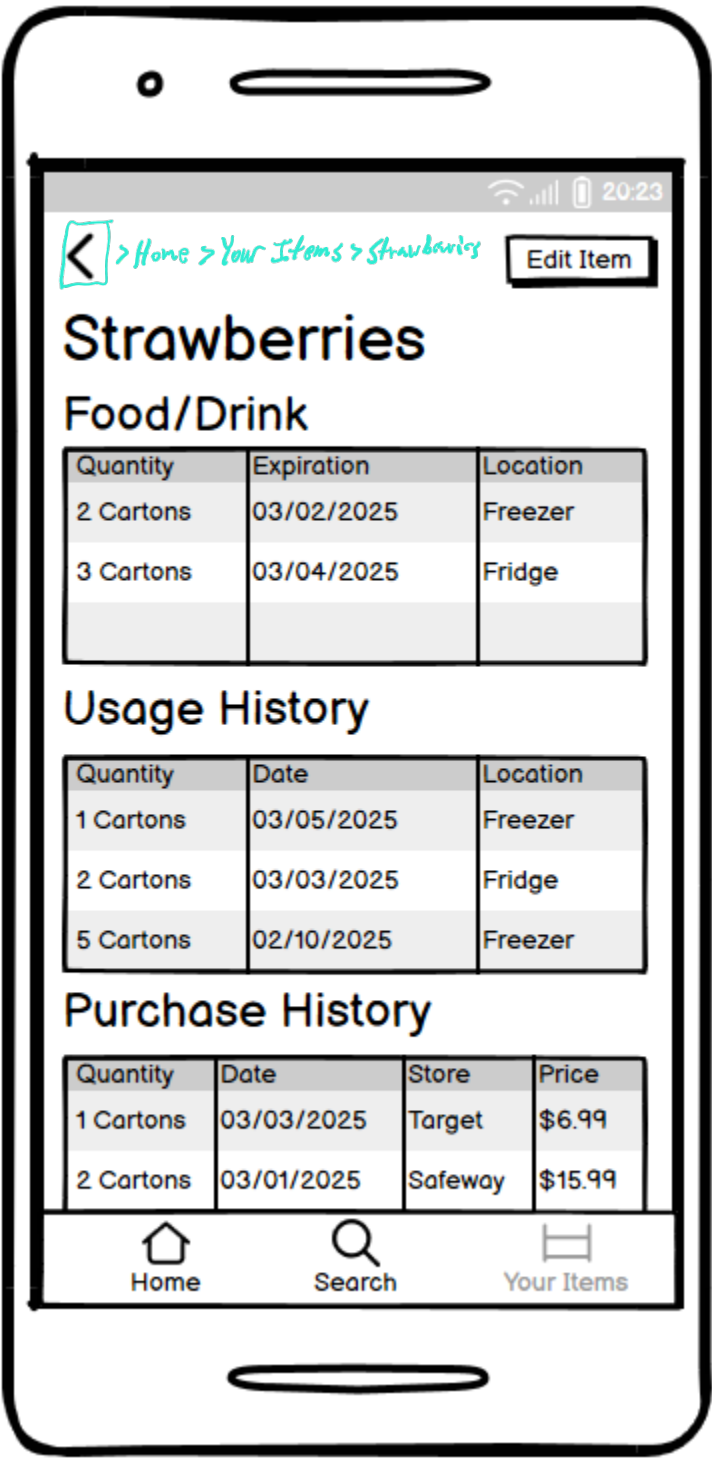 20:23
< > Home > Your Items > Strawberries Edit Item
Strawberries
Food/Drink
Quantity Expiration Location
2 Cartons 03/02/2025 Freezer
3 Cartons 03/04/2025 Fridge
Usage History
Quantity Date Location
1 Cartons 03/05/2025 Freezer
2 Cartons 03/03/2025 Fridge
5 Cartons 02/10/2025 Freezer
Purchase History
Quantity Date Store Price
1 Cartons 03/03/2025 Target $6.99
2 Cartons 03/01/2025 Safeway $15.99
Home Search Your Items